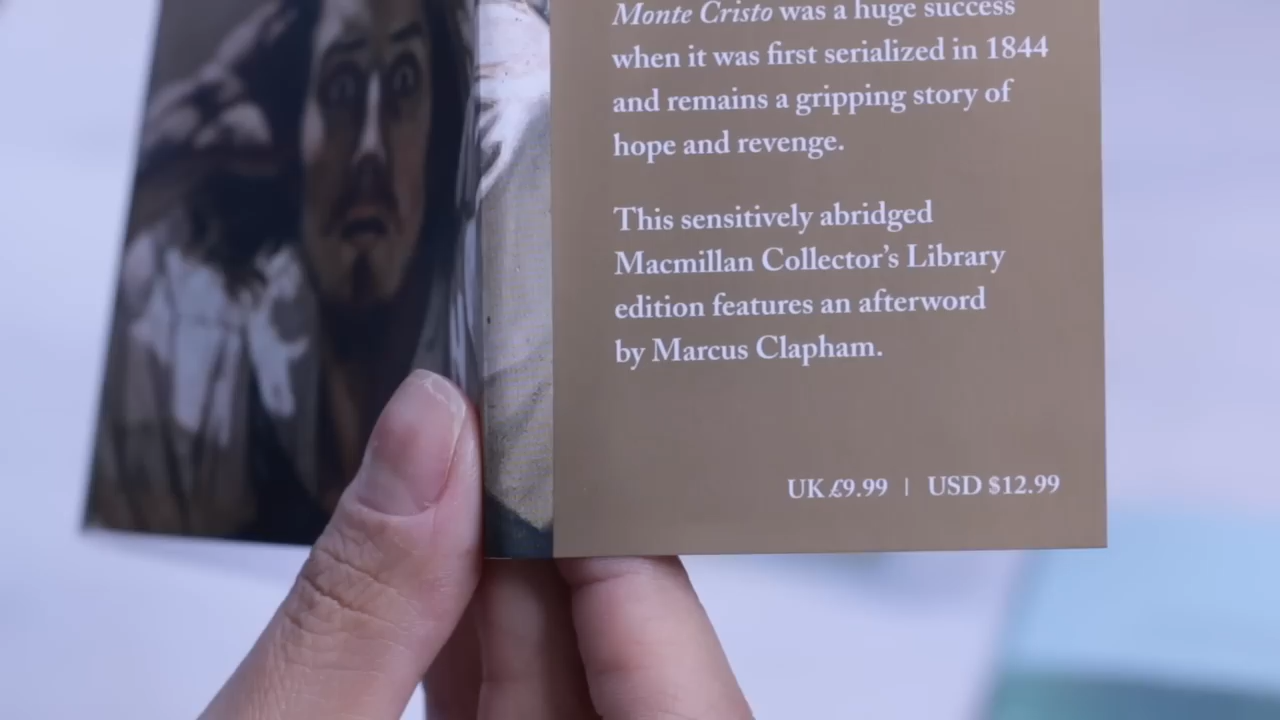 Monte Cristo was a huge success
when it was first serialized in 1844
and remains a gripping story of
hope and revenge.
This sensitively abridged
Macmillan Collector’s Library
edition features an afterword
by Marcus Clapham.
UK £9.99 | USD $12.99